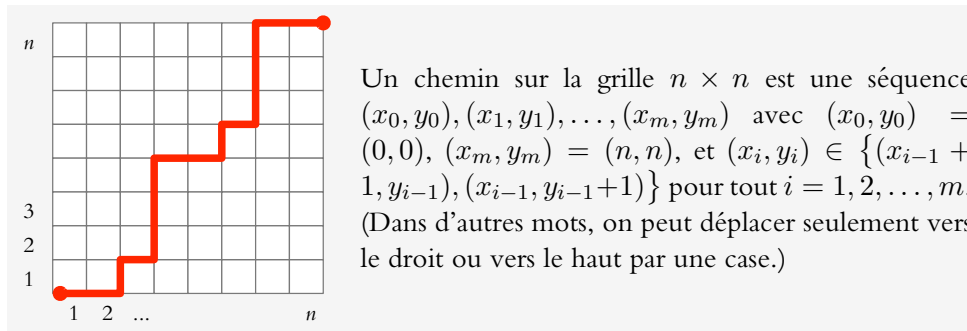 n
3
2
1
1 2 ... n
Un chemin sur la grille n × n est une séquence
(x₀, y₀), (x₁, y₁), . . . , (xₘ, yₘ) avec (x₀, y₀) =
(0, 0), (xₘ, yₘ) = (n, n), et (xᵢ, yᵢ) ∈ {(xᵢ₋₁ +
1, yᵢ₋₁), (xᵢ₋₁, yᵢ₋₁+1)} pour tout i = 1, 2, . . . , m.
(Dans d'autres mots, on peut déplacer seulement vers
le droit ou vers le haut par une case.)